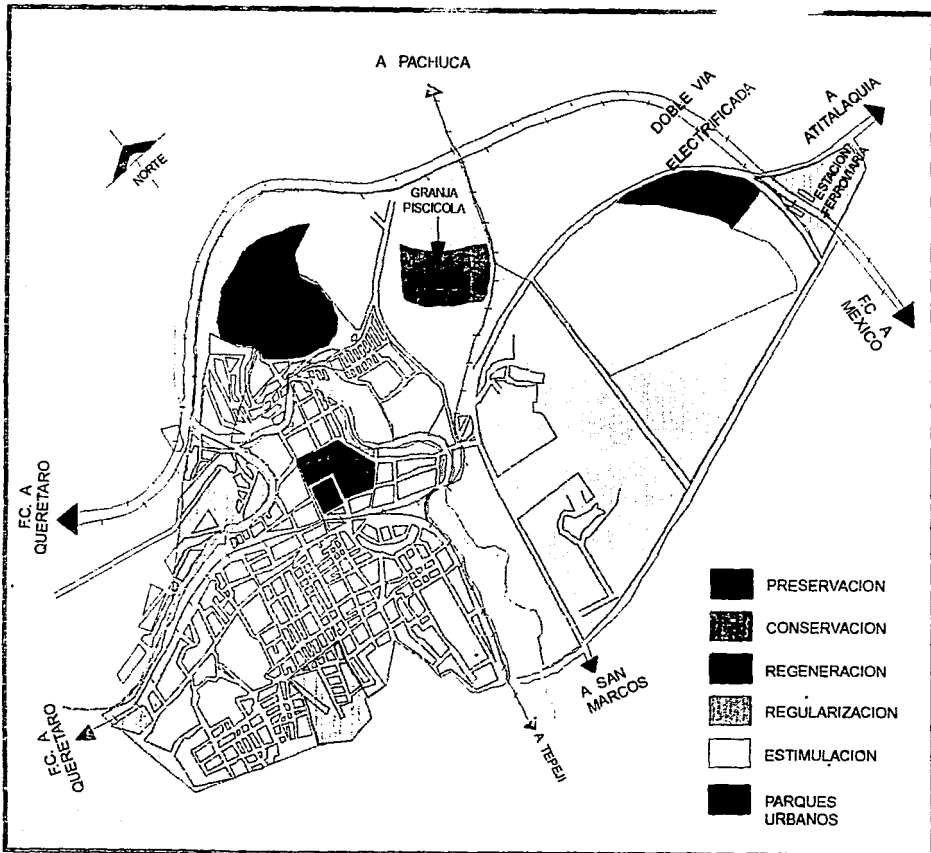 A PACHUCA
DOBLE VIA
ELECTRIFICADA
A
ATITALAQUIA
ESTACION
FERROVIARIA
NORTE
GRANJA
PISCICOLA
F.C. A
MEXICO
F.C. A
QUERETARO
F.C. A
QUERETARO
A SAN
MARCOS
A TEPEJI
PRESERVACION
CONSERVACION
REGENERACION
REGULARIZACION
ESTIMULACION
PARQUES
URBANOS